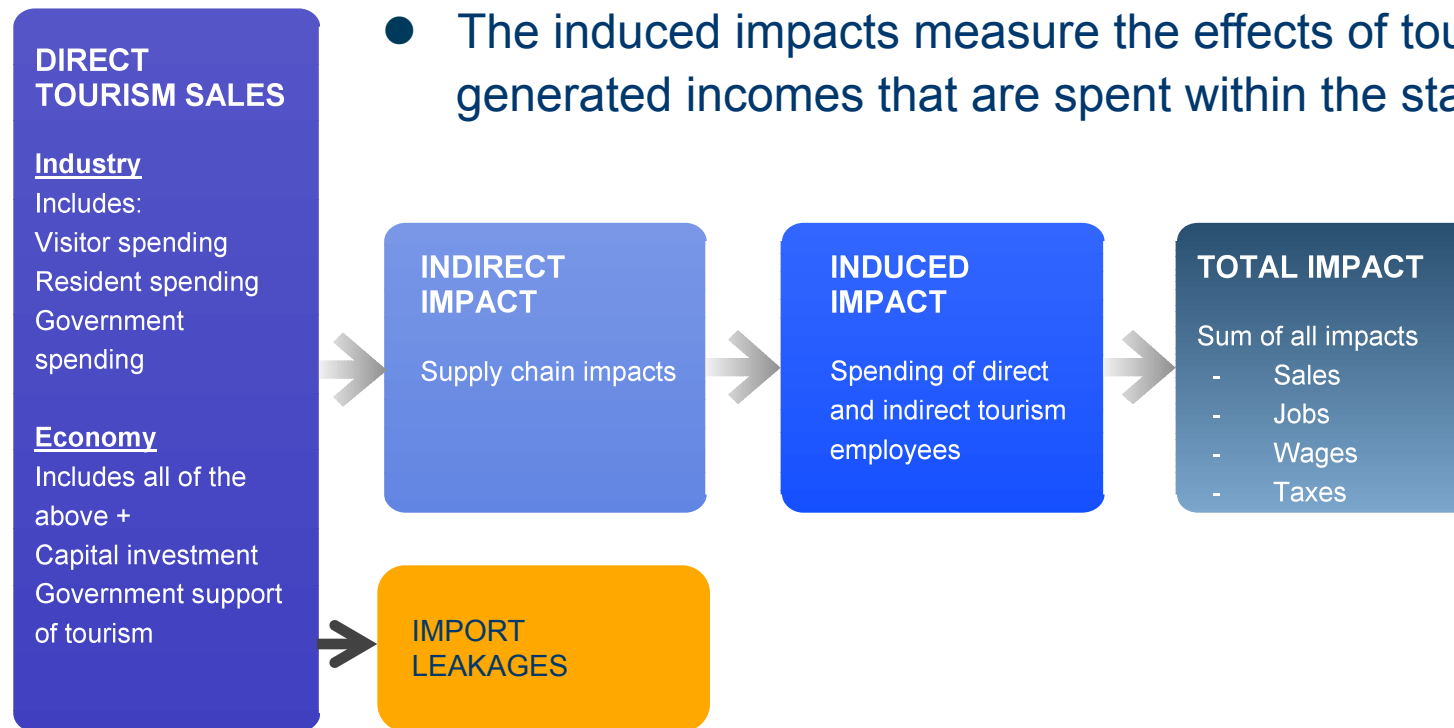 ● The induced impacts measure the effects of
generated incomes that are spent within the
DIRECT
TOURISM SALES
Industry
Includes:
Visitor spending
Resident spending
Government
spending
Economy
Includes all of the
above +
Capital investment
Government support
of tourism
INDIRECT
IMPACT
Supply chain impacts
INDUCED
IMPACT
Spending of direct
and indirect tourism
employees
TOTAL IMPACT
Sum of all impacts
- Sales
- Jobs
- Wages
- Taxes
IMPORT
LEAKAGES